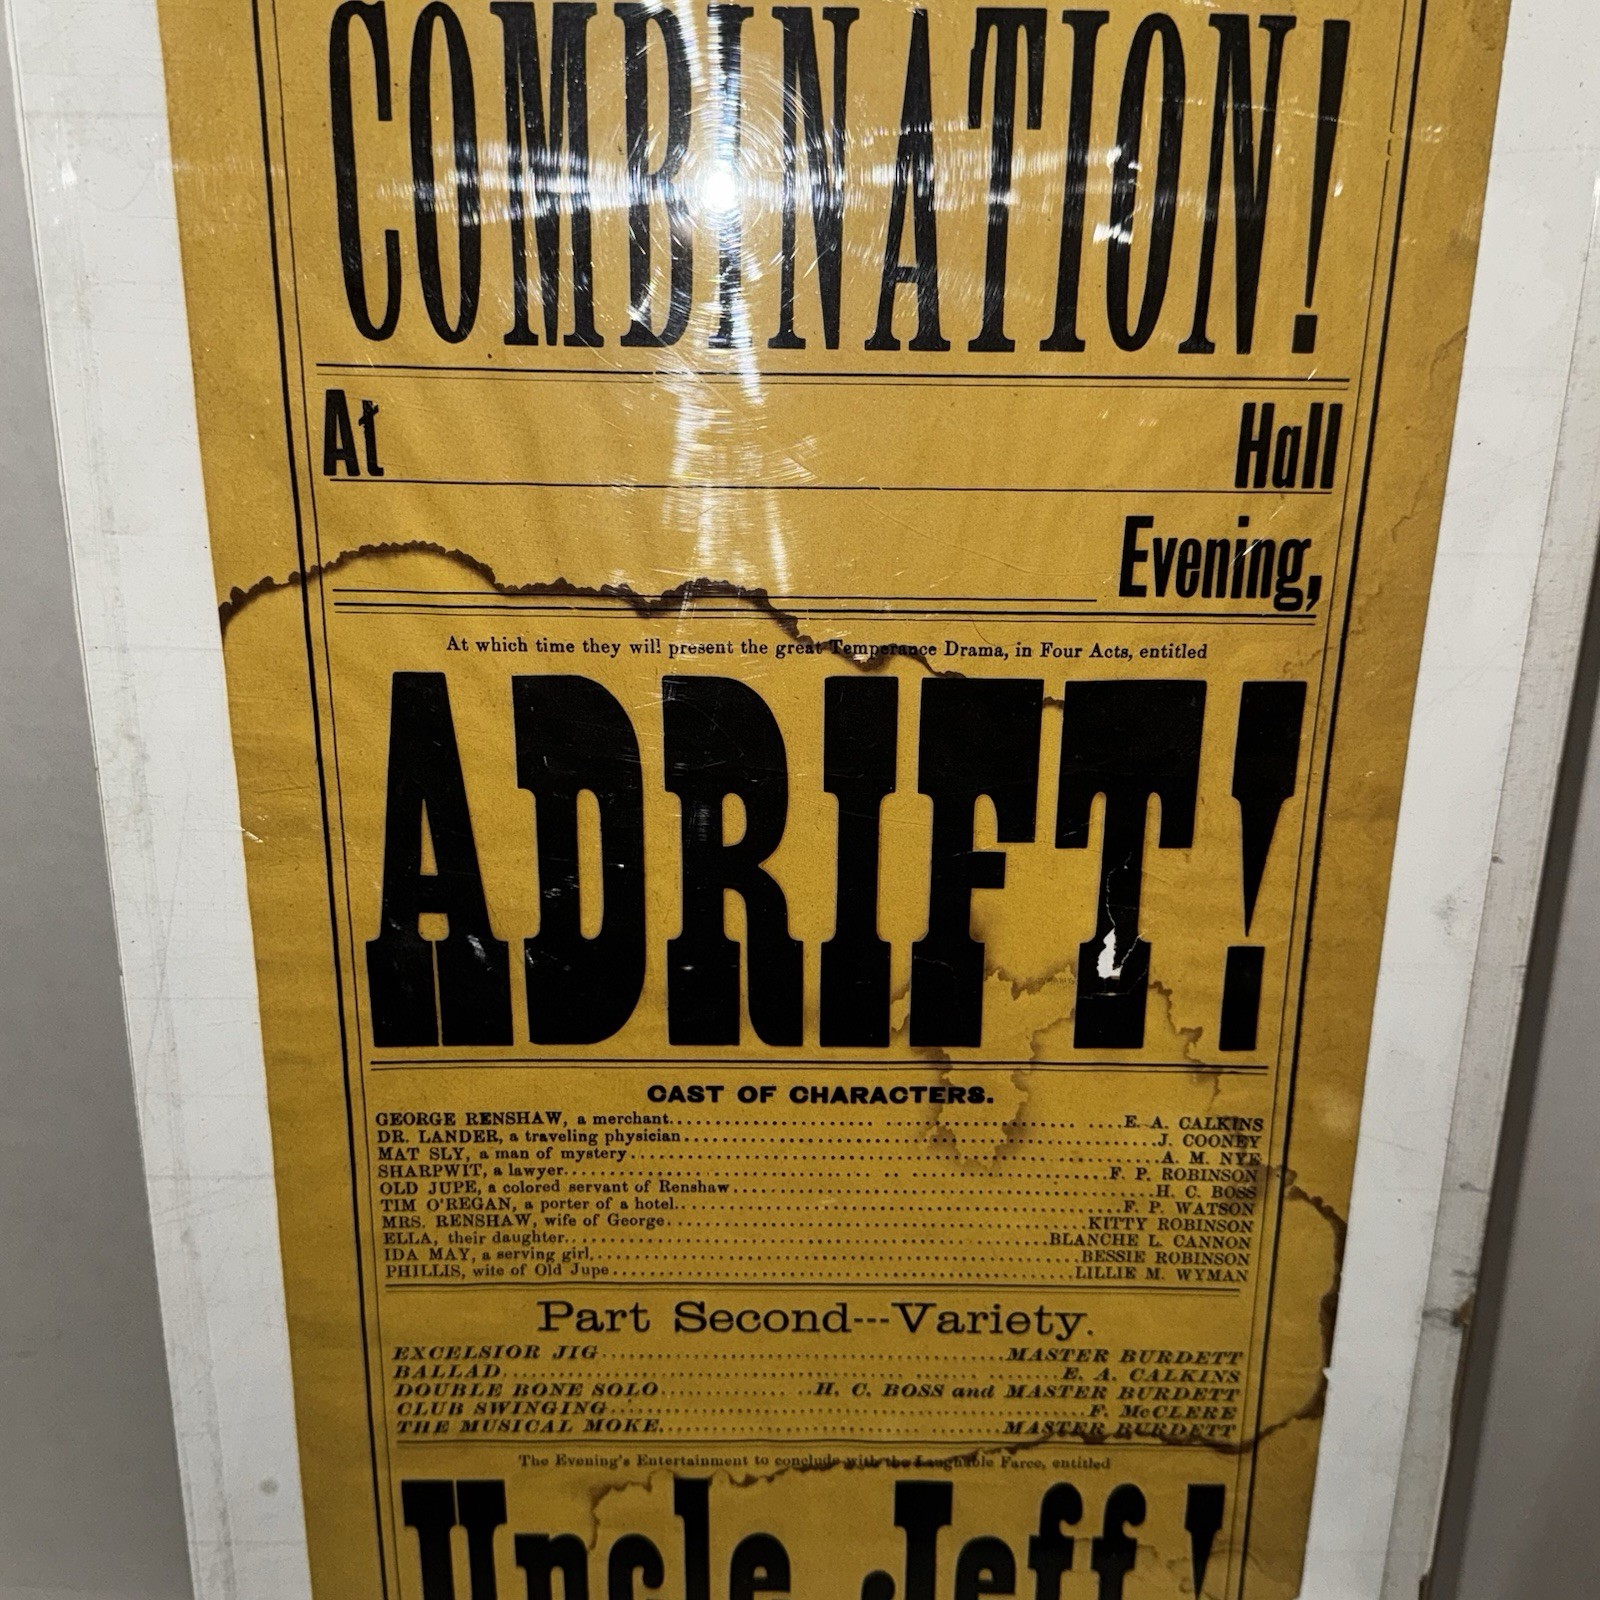 COMBINATION!
At Hall
Evening,
At which time they will present the great Temperance Drama, in Four Acts, entitled
ADRIFT!
CAST OF CHARACTERS.
GEORGE RENSHAW, a merchant........E. A. CALKINS
DR. LANDER, a traveling physician........J. COONEY
MAT SLY, a man of mystery........A. M. NYE
SHARPWIT, a lawyer........F. P. ROBINSON
OLD JUPE, a colored servant of Renshaw........H. C. BOSS
TIM O'REGAN, a porter of a hotel........F. P. WATSON
MRS. RENSHAW, wife of George........KITTY ROBINSON
ELLA, their daughter........BLANCHE L. CANNON
IDA MAY, a serving girl,........BESSIE ROBINSON
PHILLIS, wife of Old Jupe........LILLIE M. WYMAN
Part Second---Variety.
EXCELSIOR JIG........MASTER BURDETT
BALLAD........E. A. CALKINS
DOUBLE BONE SOLO........H. C. BOSS and MASTER BURDETT
CLUB SWINGING........F. McCLERE
THE MUSICAL MOKE........MASTER BURDETT
The Evening's Entertainment to conclude with the Laughable Farce, entitled
Uncle Jeff!